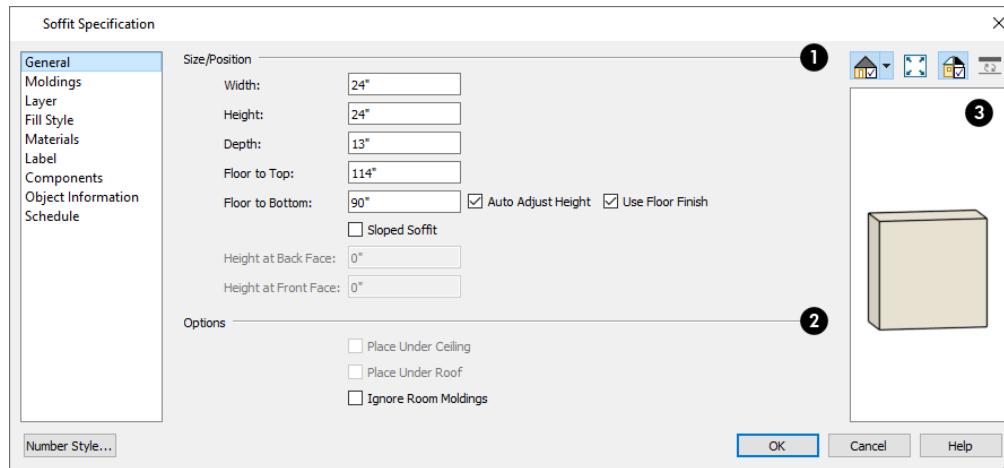 Soffit Specification
General
Moldings
Layer
Fill Style
Materials
Label
Components
Object Information
Schedule
Number Style...
Size/Position 1
Width: 24"
Height: 24"
Depth: 13"
Floor to Top: 114"
Floor to Bottom: 90" Auto Adjust Height Use Floor Finish
Sloped Soffit
Height at Back Face: 0"
Height at Front Face: 0"
Options 2
Place Under Ceiling
Place Under Roof
Ignore Room Moldings
3
OK Cancel Help